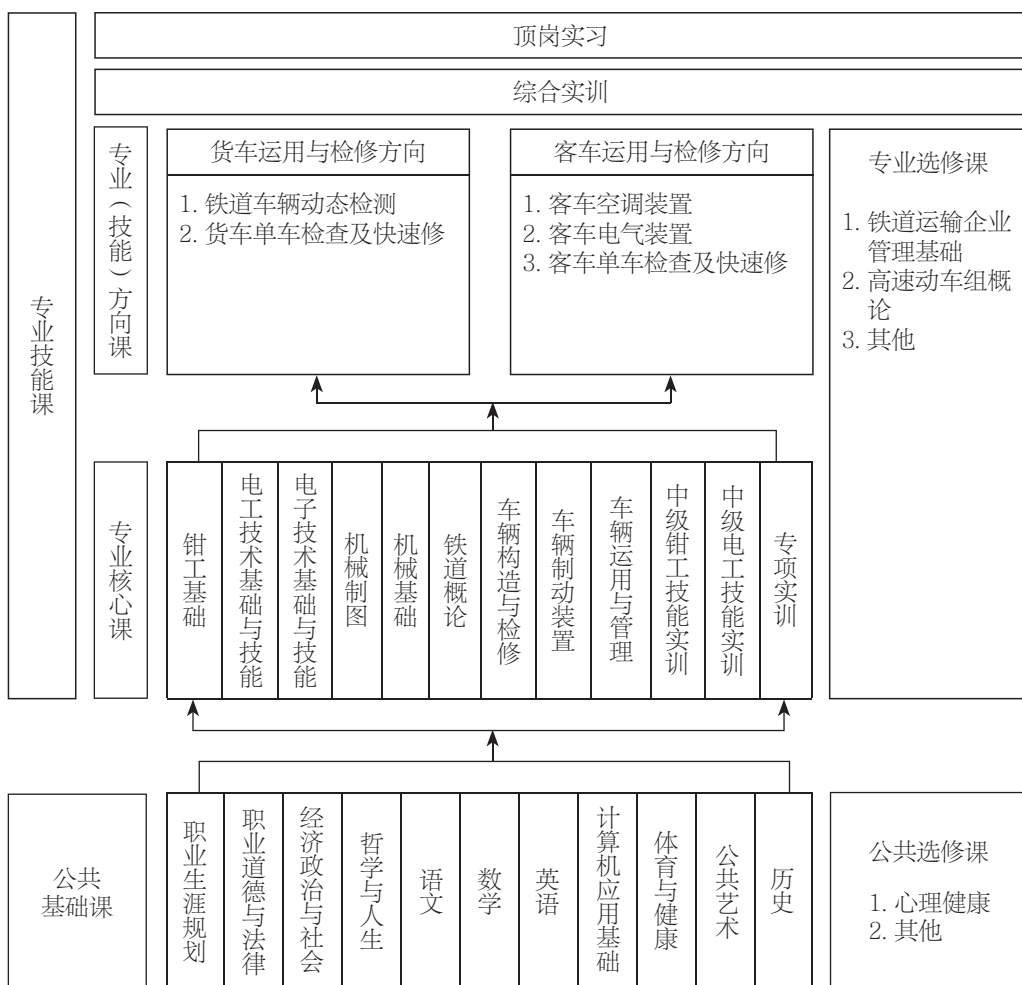 顶岗实习
综合实训
专业技能课
专业（技能）方向课
货车运用与检修方向
1. 铁道车辆动态检测
2. 货车单车检查及快速修
客车运用与检修方向
1. 客车空调装置
2. 客车电气装置
3. 客车单车检查及快速修
专业选修课
1. 铁道运输企业
管理基础
2. 高速动车组概
论
3. 其他
专业核心课
钳工基础
电工技术基础与技能
电子技术基础与技能
机械制图
机械基础
铁道概论
车辆构造与检修
车辆制动装置
车辆运用与管理
中级钳工技能实训
中级电工技能实训
专项实训
公共
基础课
职业生涯规划
职业道德与法律
经济政治与社会
哲学与人生
语文
数学
英语
计算机应用基础
体育与健康
公共艺术
历史
公共选修课
1. 心理健康
2. 其他